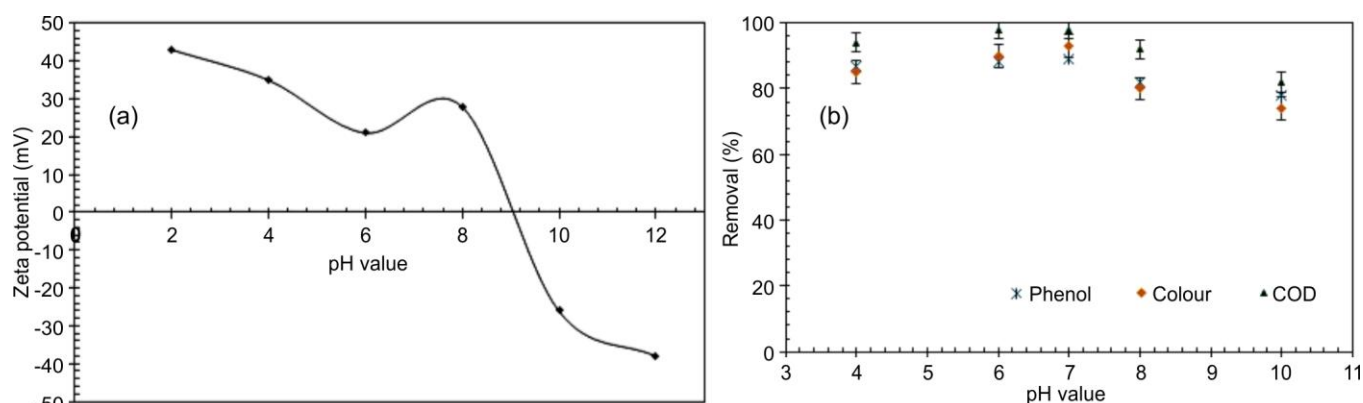 50
40
30
20
10
0
-10
-20
-30
-40
-50
Zeta potential (mV)
(a)
0 2 4 6 8 10 12
pH value
100
80
60
40
20
0
Removal (%)
(b)
Phenol Colour COD
3 4 5 6 7 8 9 10 11
pH value